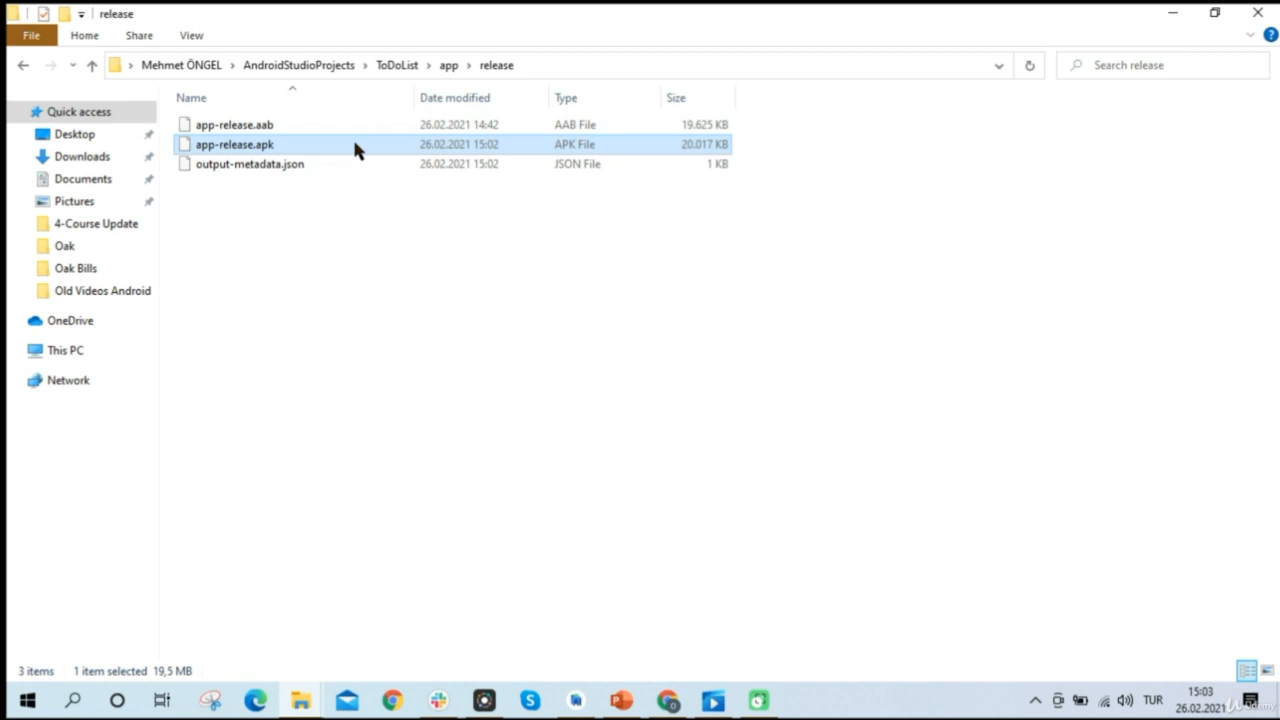 release
File Home Share View
Mehmet ÖNGEL › AndroidStudioProjects › ToDoList › app › release
Search release
Name Date modified Type Size
app-release.aab 26.02.2021 14:42 AAB File 19.625 KB
app-release.apk 26.02.2021 15:02 APK File 20.017 KB
output-metadata.json 26.02.2021 15:02 JSON File 1 KB
Quick access
Desktop
Downloads
Documents
Pictures
4-Course Update
Oak
Oak Bills
Old Videos Android
OneDrive
This PC
Network
3 items 1 item selected 19,5 MB
TUR
15:03
26.02.2021
Udemy